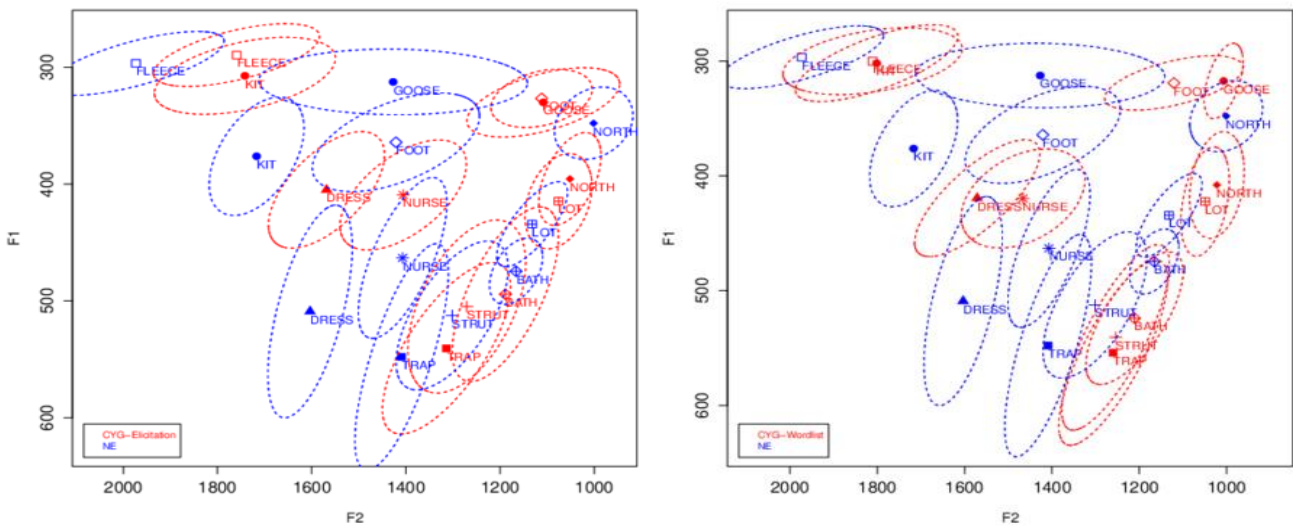 300
400
500
600
F1
FLEECE
FLEECE
KIT
GOOSE
FOOT
GOOSE
NORTH
FOOT
KIT
DRESS
NURSE
NORTH
LOT
LOT
NURSE
BATH
BATH
DRESS
STRUT
STRUT
TRAP
TRAP
CYG-Elicitation
NE
2000 1800 1600 1400 1200 1000
F2
300
400
500
600
F1
FLEECE
FLEECE
KIT
GOOSE
FOOT
GOOSE
NORTH
FOOT
KIT
DRESS
NURSE
NORTH
LOT
LOT
NURSE
BATH
DRESS
STRUT
BATH
STRUT
TRAP
TRAP
CYG-Wordlist
NE
2000 1800 1600 1400 1200 1000
F2